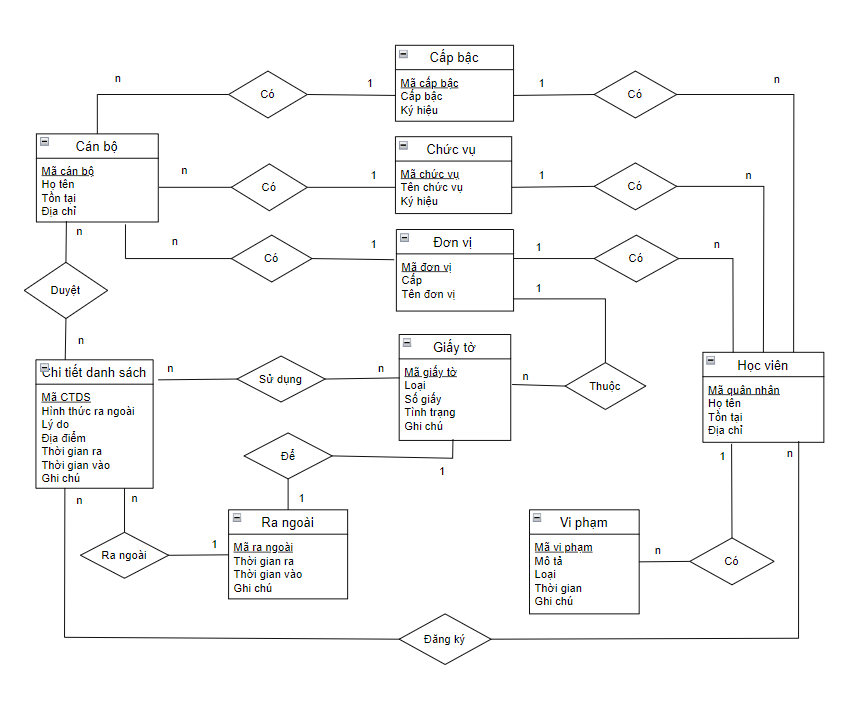 Cấp bậc
Mã cấp bậc
Cấp bậc
Ký hiệu
n
Có
1
1
Có
n
Cán bộ
Mã cán bộ
Họ tên
Tồn tại
Địa chỉ
n
Có
1
Chức vụ
Mã chức vụ
Tên chức vụ
Ký hiệu
1
Có
n
n
n
Có
1
Đơn vị
Mã đơn vị
Cấp
Tên đơn vị
1
Có
n
1
Duyệt
n
Chi tiết danh sách
Mã CTDS
Hình thức ra ngoài
Lý do
Địa điểm
Thời gian ra
Thời gian vào
Ghi chú
n
Sử dụng
n
Giấy tờ
Mã giấy tờ
Loại
Số giấy
Tình trạng
Ghi chú
n
Thuộc
Học viên
Mã quân nhân
Họ tên
Tồn tại
Địa chỉ
Để
1
1
1
n
n
n
Ra ngoài
1
Ra ngoài
Mã ra ngoài
Thời gian ra
Thời gian vào
Ghi chú
Vi phạm
Mã vi phạm
Mô tả
Loại
Thời gian
Ghi chú
n
Có
Đăng ký